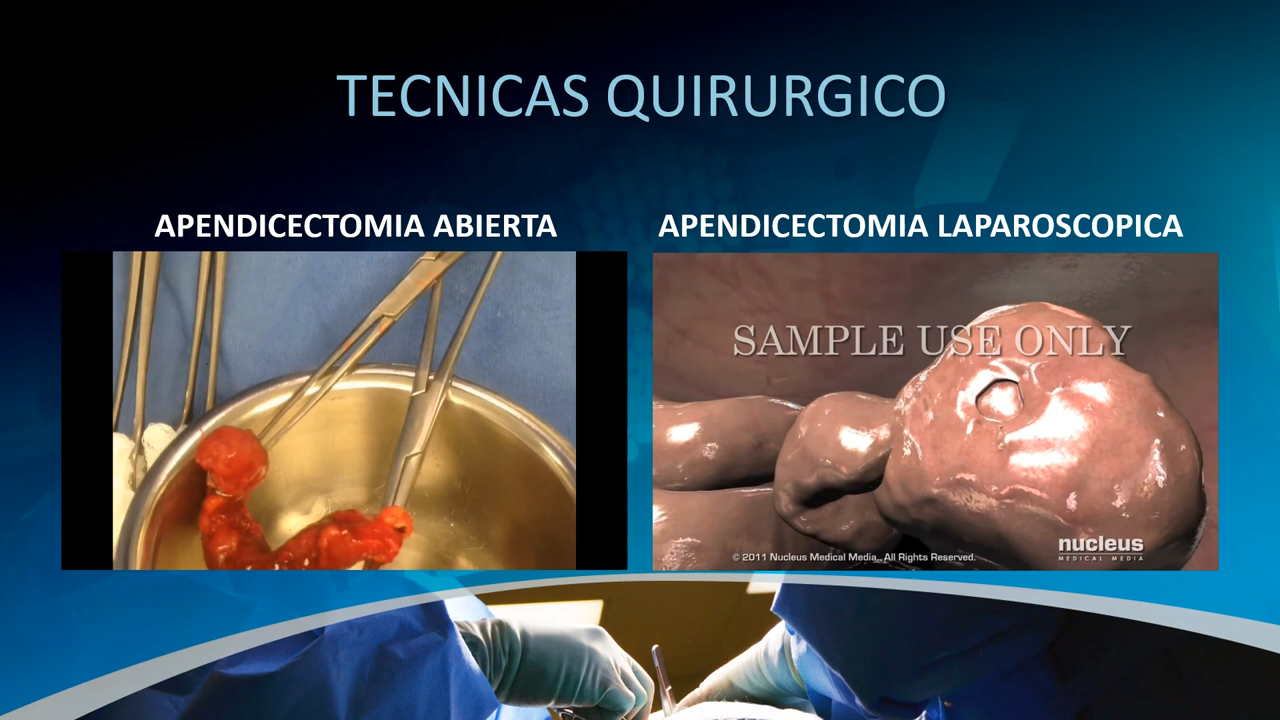 TECNICAS QUIRURGICO
APENDICECTOMIA ABIERTA
APENDICECTOMIA LAPAROSCOPICA
SAMPLE USE ONLY
nucleus
MEDICAL MEDIA
© 2011 Nucleus Medical Media., All Rights Reserved.